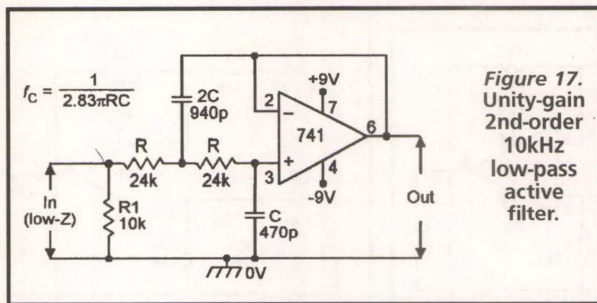 f_C = 1
2.83πRC
2C
940p
+9V
2
7
−
741
6
+
3
4
-9V
R
24k
R
24k
In
(low-Z)
R1
10k
C
470p
Out
0V
Figure 17.
Unity-gain
2nd-order
10kHz
low-pass
active
filter.